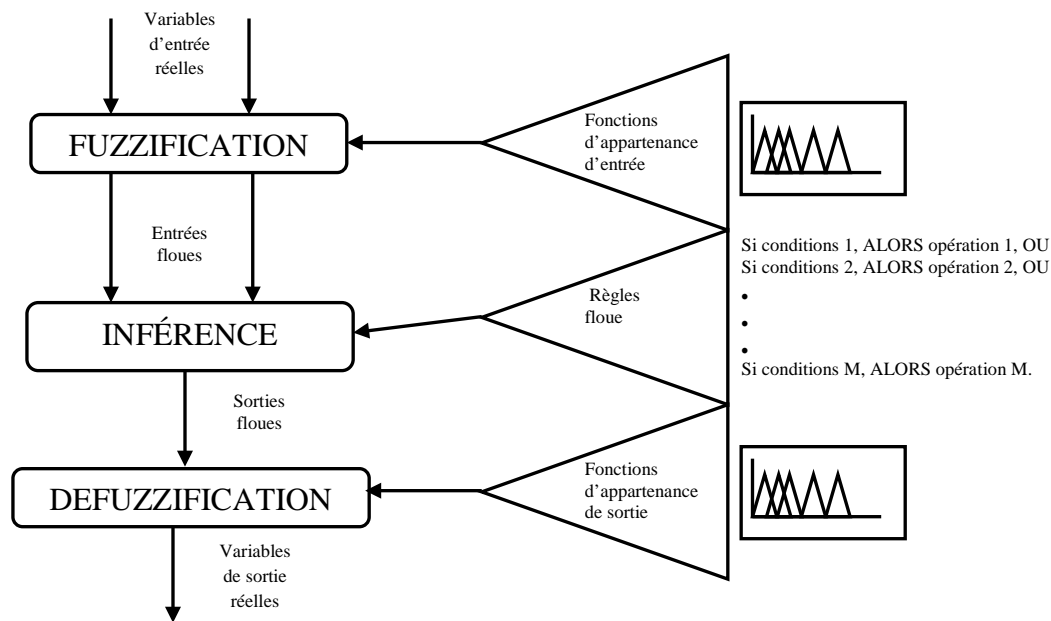 Variables
d'entrée
réelles
FUZZIFICATION
Fonctions
d'appartenance
d'entrée
Entrées
floues
Si conditions 1, ALORS opération 1, OU
Si conditions 2, ALORS opération 2, OU
•
•
•
Si conditions M, ALORS opération M.
Règles
floue
INFÉRENCE
Sorties
floues
Fonctions
d'appartenance
de sortie
DEFUZZIFICATION
Variables
de sortie
réelles